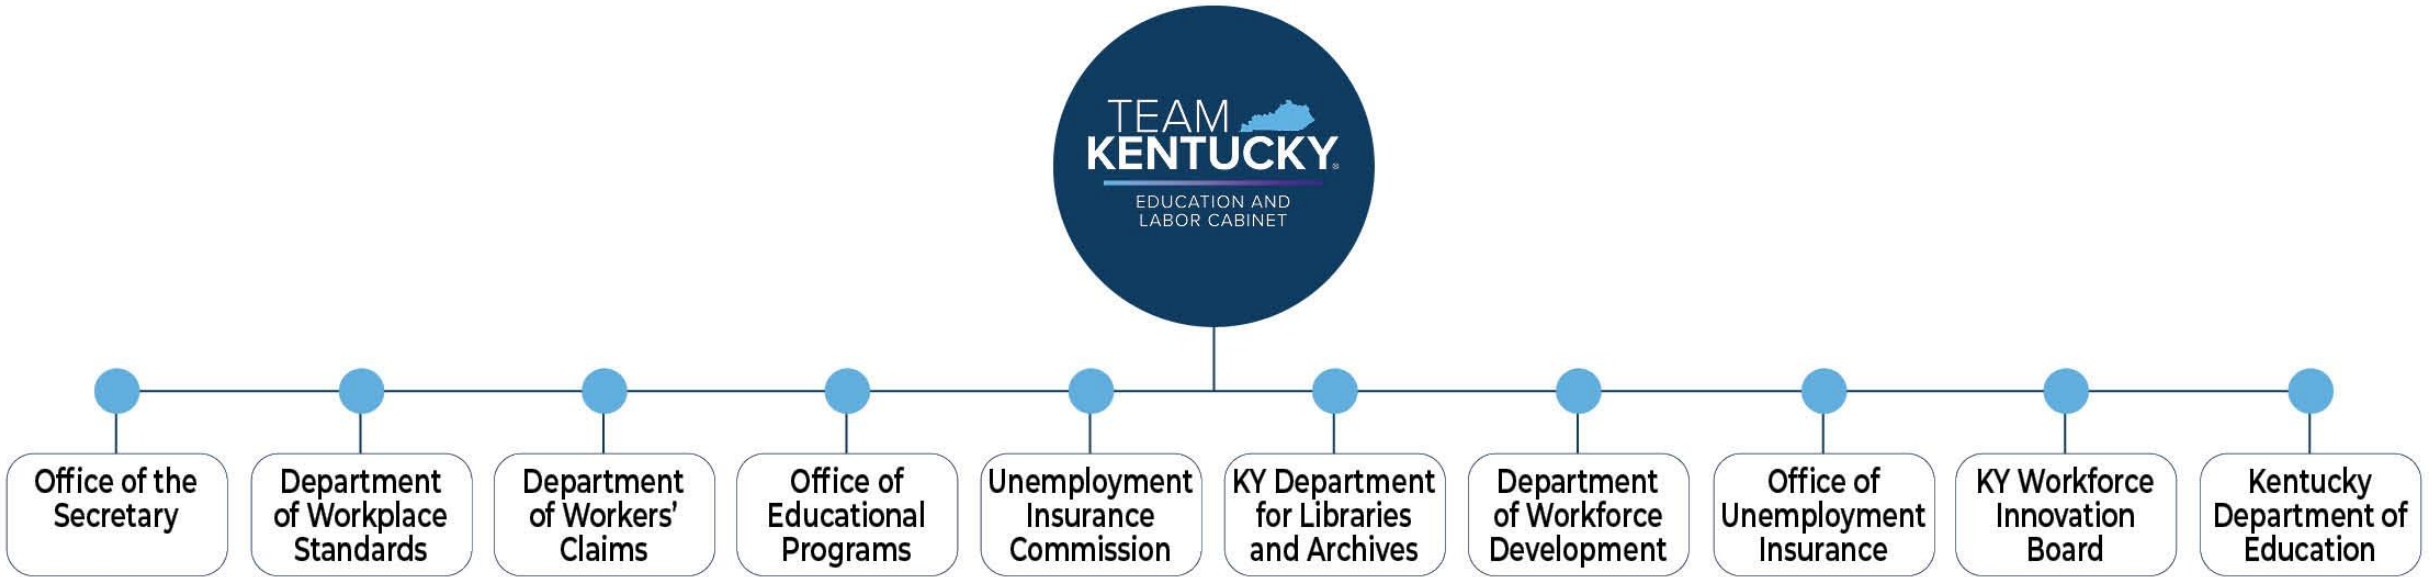 TEAM
KENTUCKY®
EDUCATION AND
LABOR CABINET
Office of the
Secretary
Department
of Workplace
Standards
Department
of Workers’
Claims
Office of
Educational
Programs
Unemployment
Insurance
Commission
KY Department
for Libraries
and Archives
Department
of Workforce
Development
Office of
Unemployment
Insurance
KY Workforce
Innovation
Board
Kentucky
Department of
Education